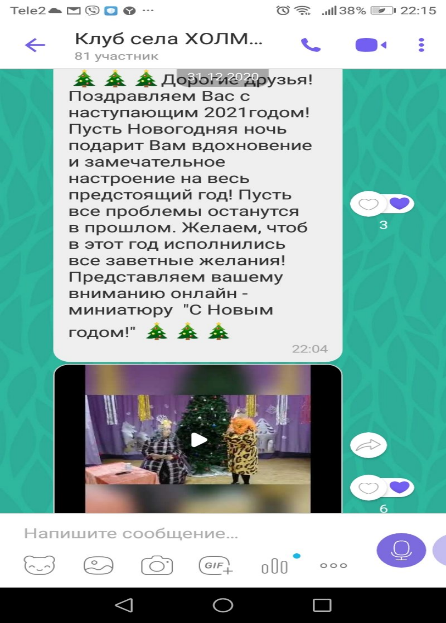 Tele2 38% 22:15
Клуб села ХОЛМ...
81 участник
31.12.2020
Дорогие друзья!
Поздравляем Вас с
наступающим 2021годом!
Пусть Новогодняя ночь
подарит Вам вдохновение
и замечательное
настроение на весь
предстоящий год! Пусть
все проблемы останутся
в прошлом. Желаем, чтоб
в этот год исполнились
все заветные желания!
Представляем вашему
вниманию онлайн -
миниатюру "С Новым
годом!"
22:04
3
6
Напишите сообщение...
GIF+